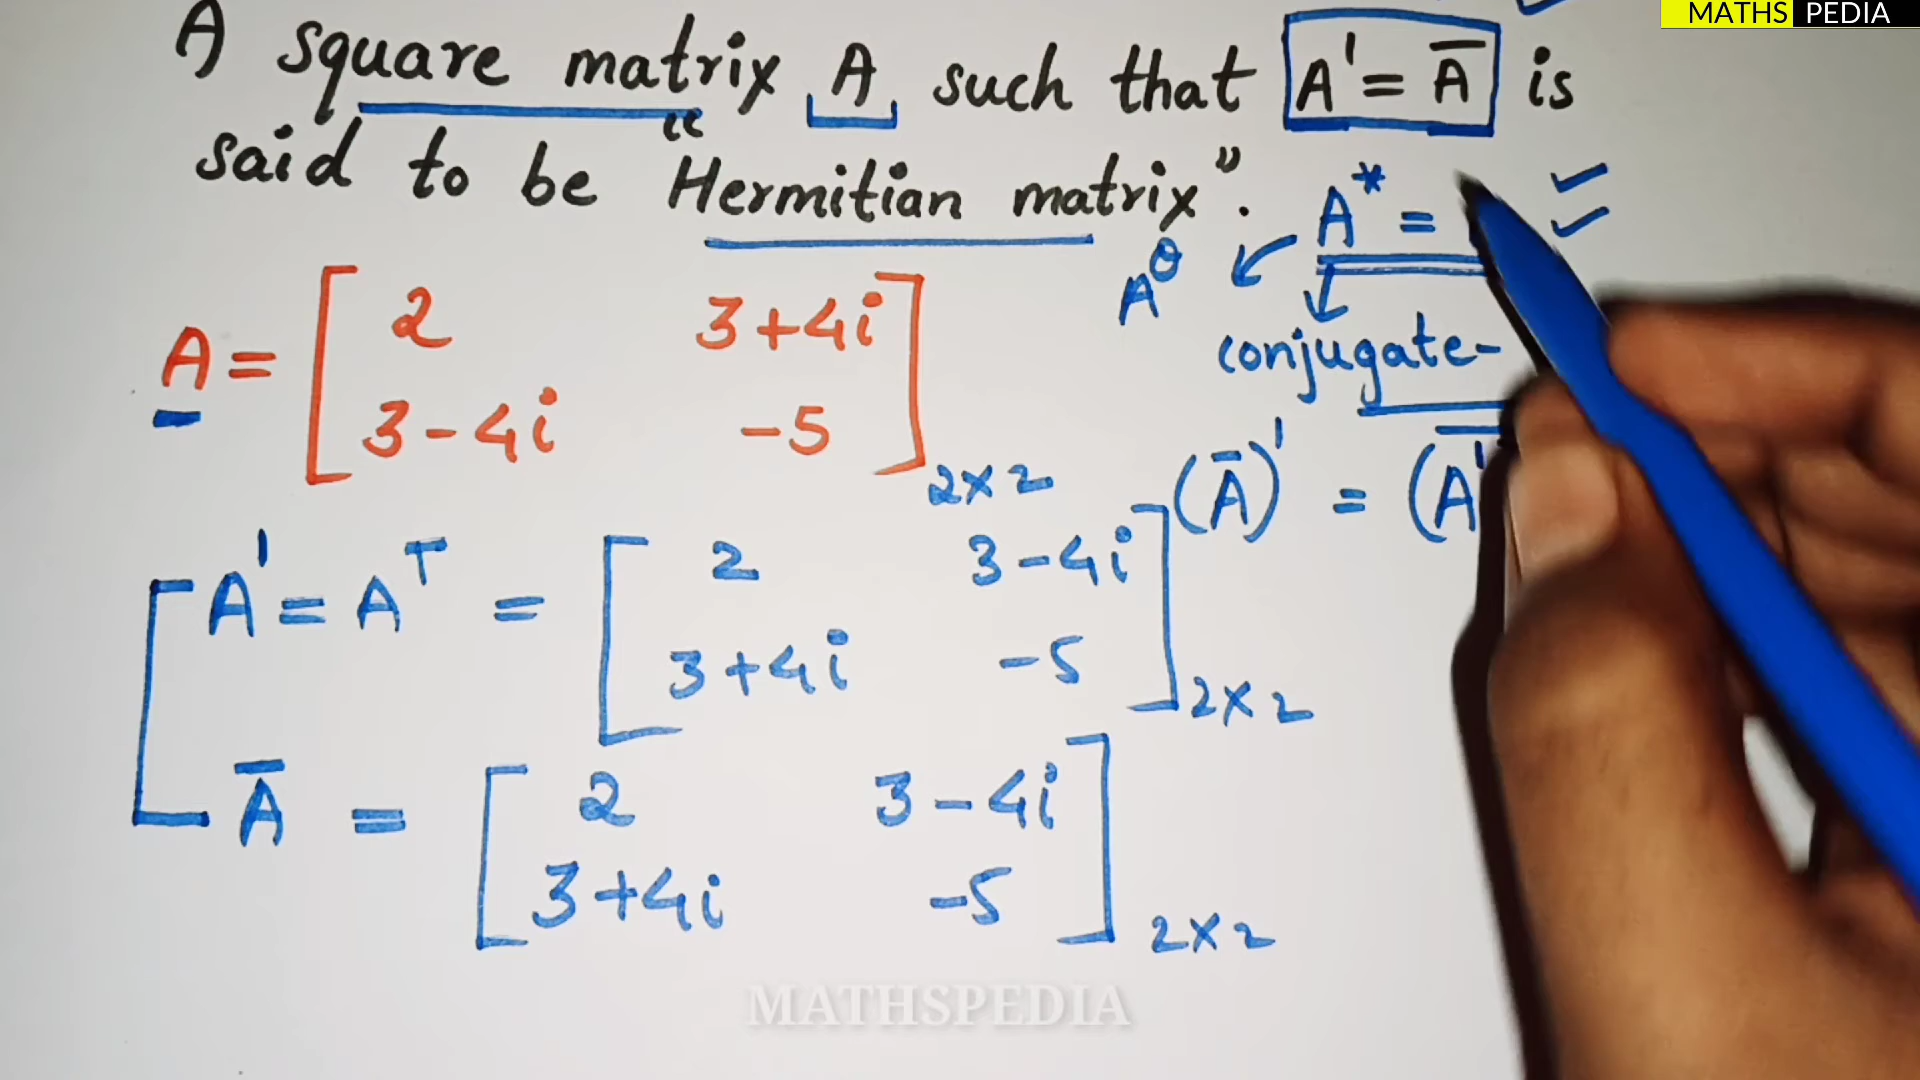 MATHS PEDIA
A square matrix A such that A' = A̅ is
said to be "Hermitian matrix".
A* =
A^θ
conjugate-
A = [ 2 3+4i
3-4i -5 ] 2×2
(A̅)' = (A̅'
A' = A^T = [ 2 3-4i
3+4i -5 ] 2×2
A̅ = [ 2 3-4i
3+4i -5 ] 2×2
MATHSPEDIA